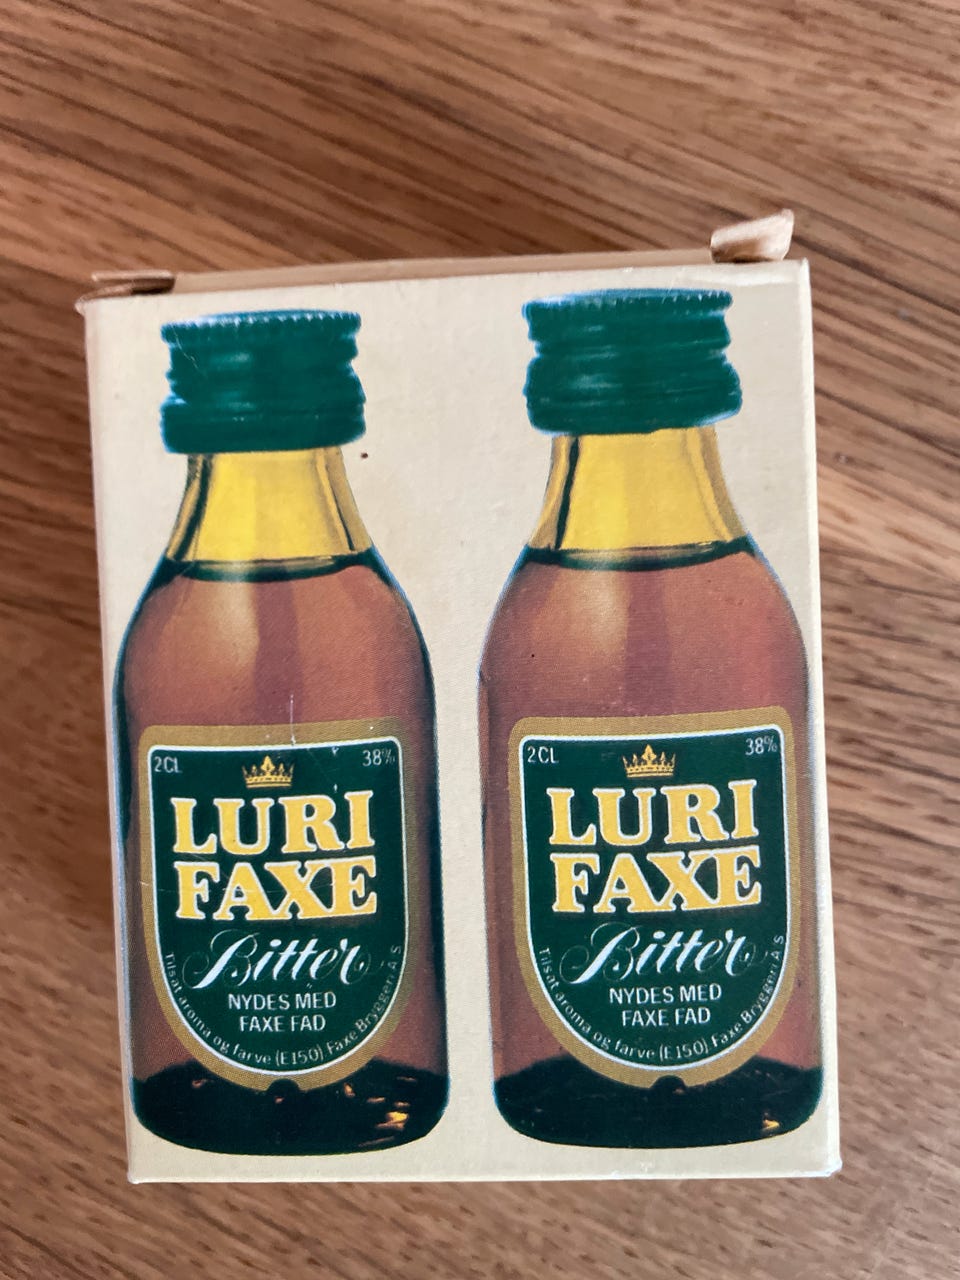 2CL 38%
LURI
FAXE
Bitter
NYDES MED
FAXE FAD
Tilsat aroma og farve (E150) Faxe Bryggeri A/S
2CL 38%
LURI
FAXE
Bitter
NYDES MED
FAXE FAD
Tilsat aroma og farve (E150) Faxe Bryggeri A/S